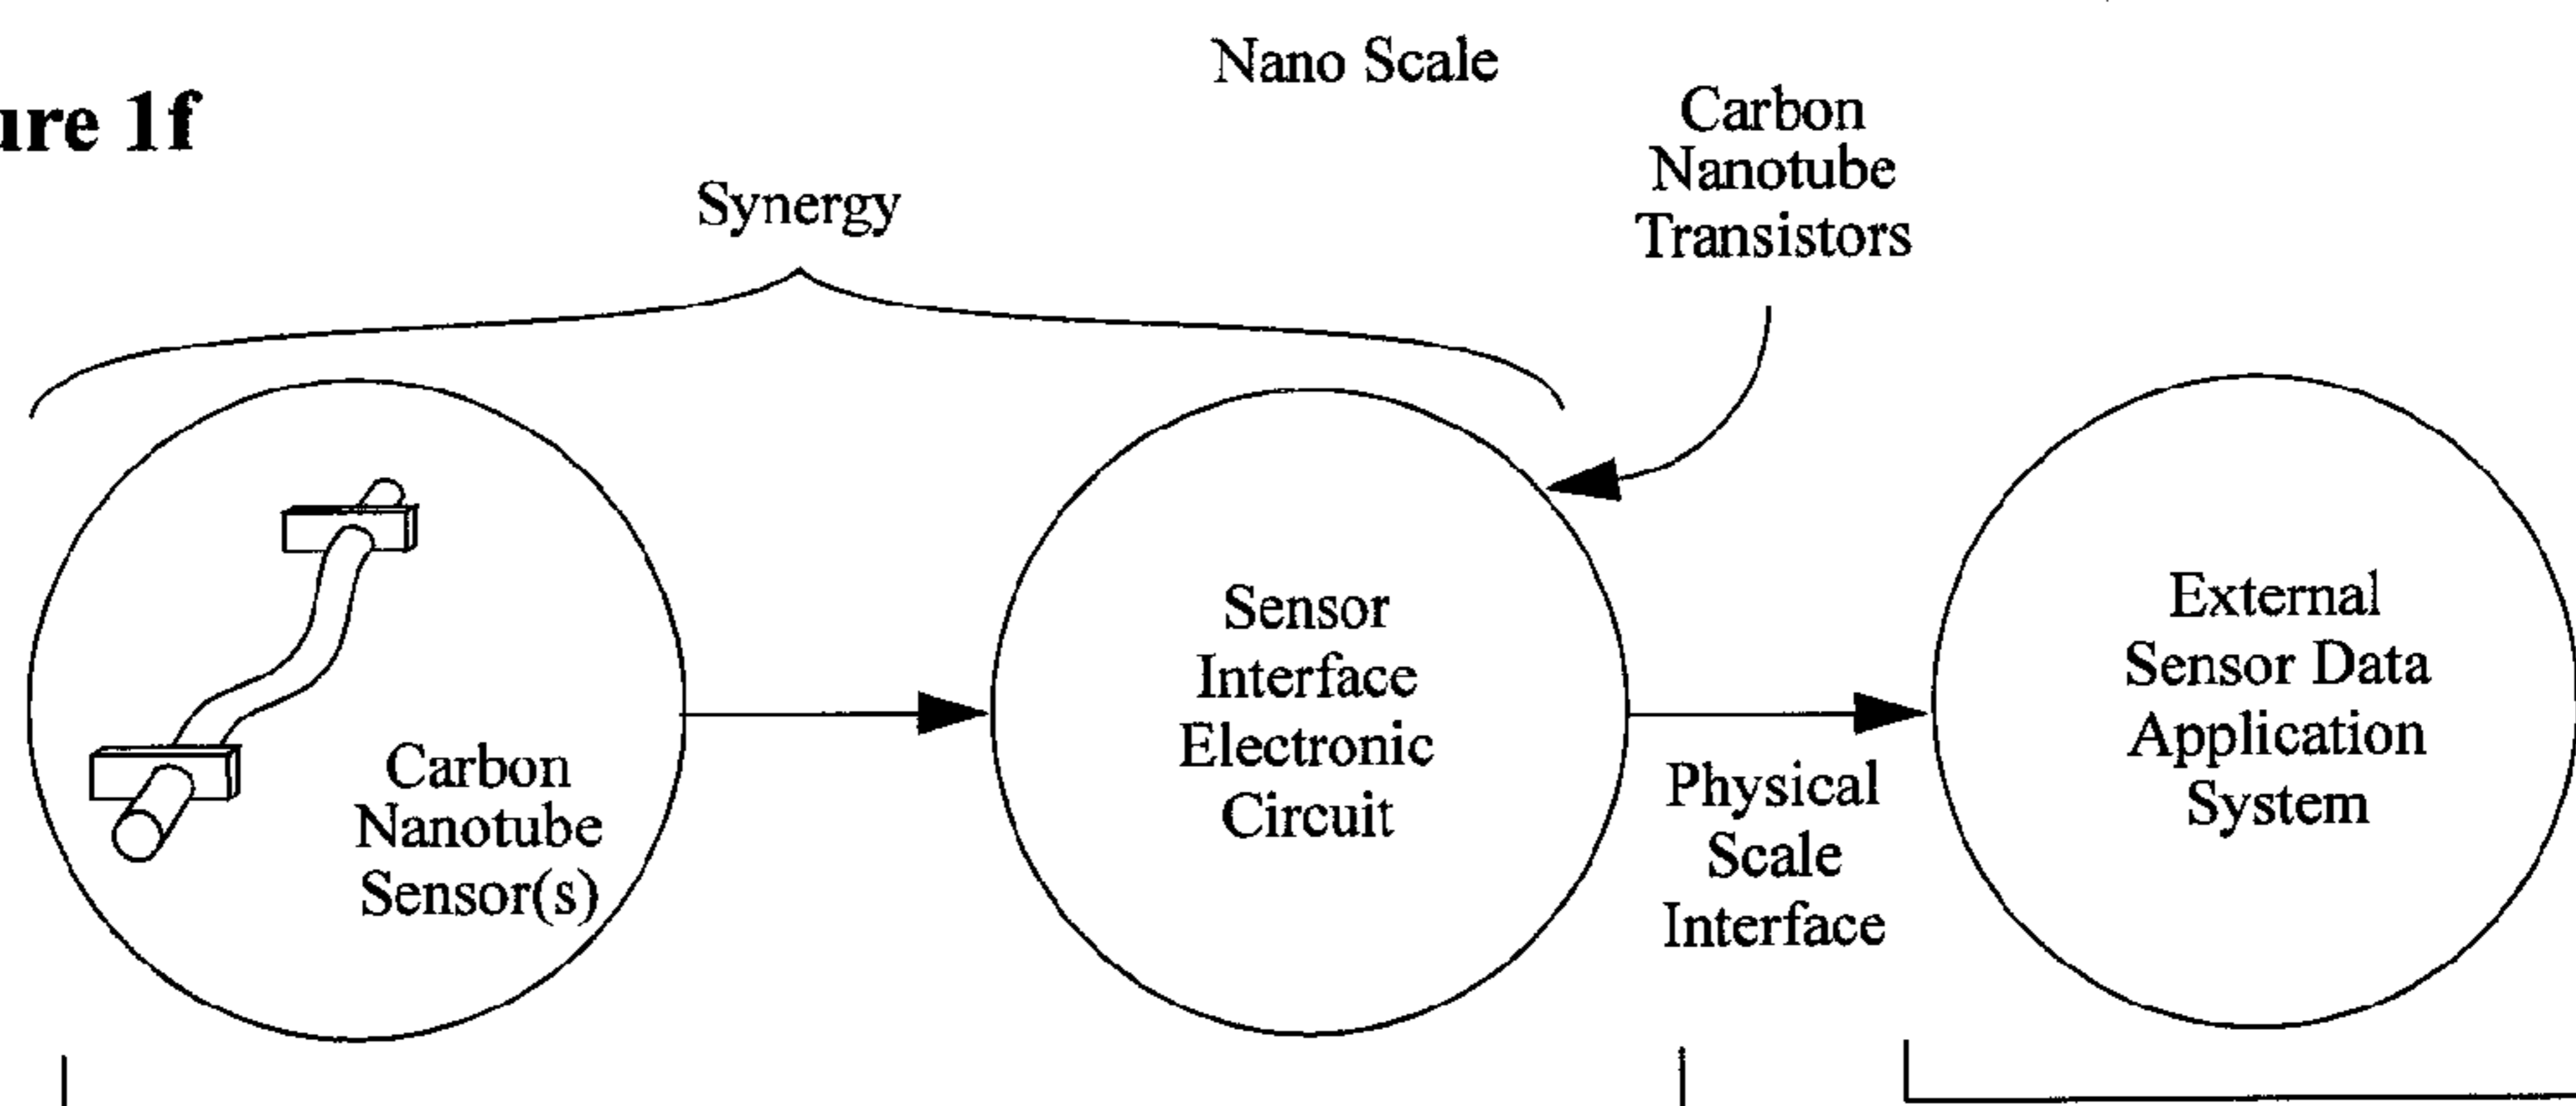 Nano Scale
ure 1f
Synergy
Carbon
Nanotube
Transistors
Carbon
Nanotube
Sensor(s)
Sensor
Interface
Electronic
Circuit
Physical
Scale
Interface
External
Sensor Data
Application
System